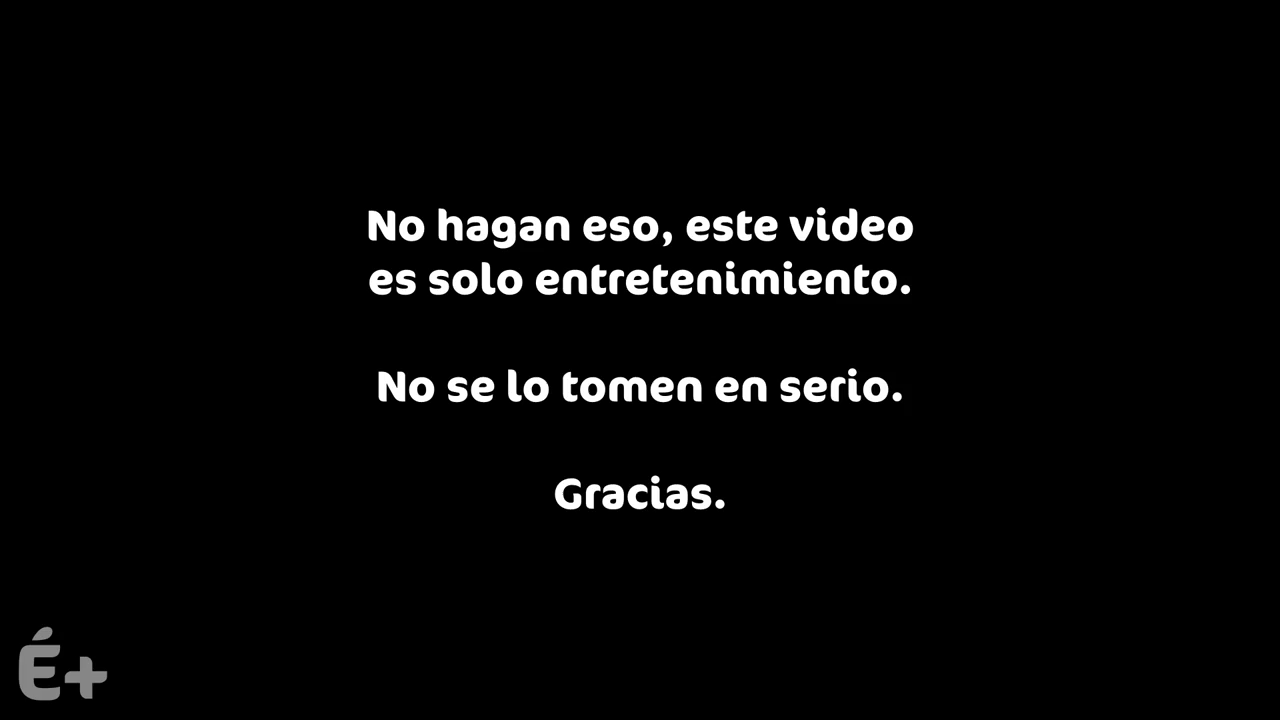 No hagan eso, este video
es solo entretenimiento.
No se lo tomen en serio.
Gracias.
É+